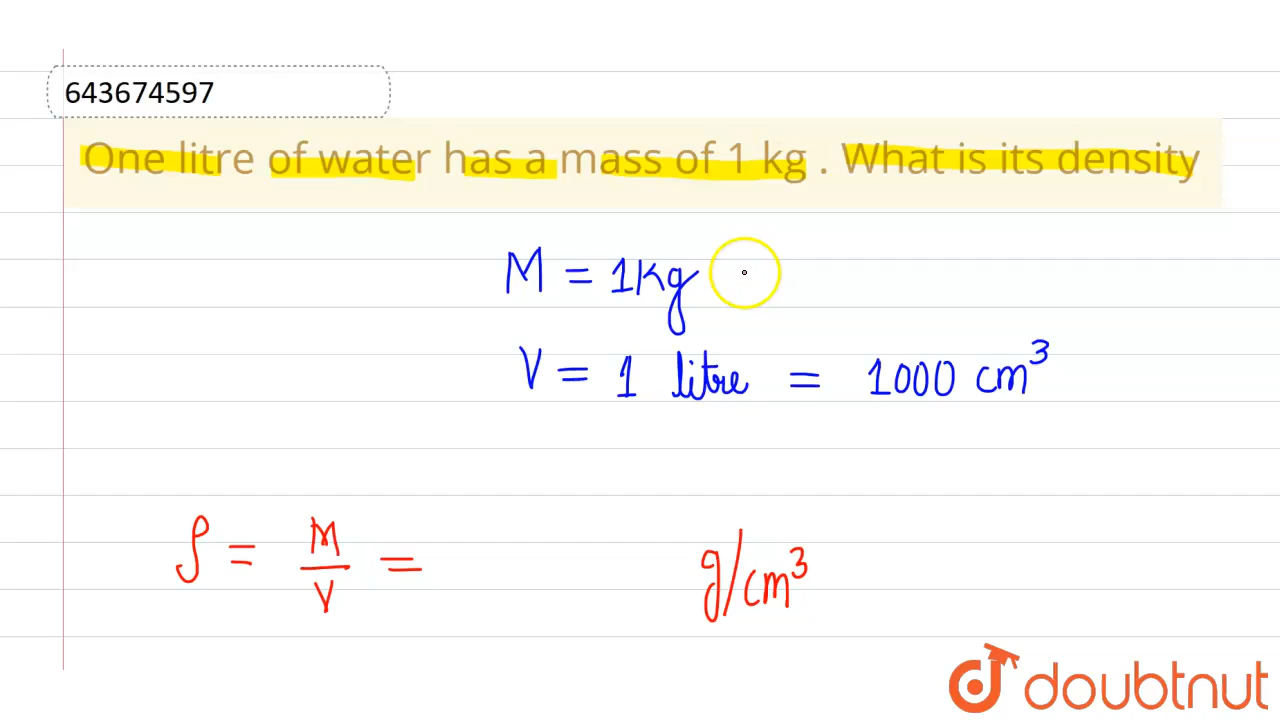 643674597
One litre of water has a mass of 1 kg . What is its density
M = 1kg
V = 1 litre = 1000 cm³
ρ = M/V = g/cm³
doubtnut